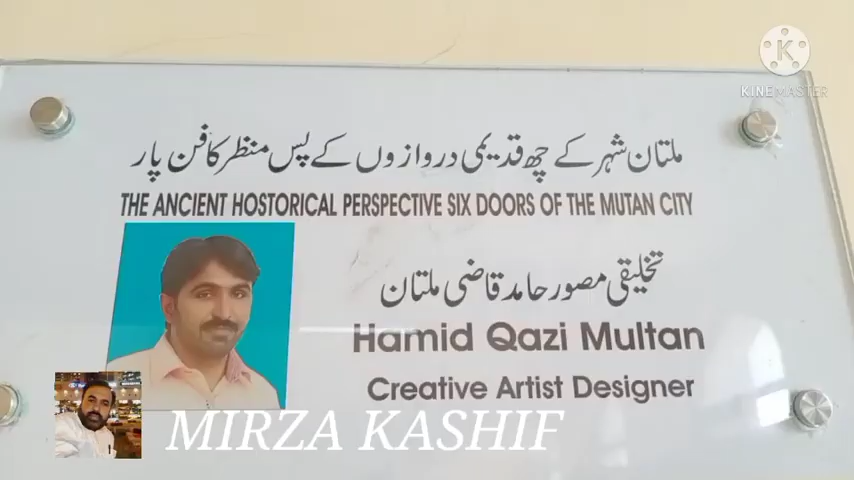 KINEMASTER
ملتان شہر کے چھ قدیمی دروازوں کے پس منظر کا فن پار
THE ANCIENT HOSTORICAL PERSPECTIVE SIX DOORS OF THE MUTAN CITY
تخلیقی مصور حامد قاضی ملتان
Hamid Qazi Multan
Creative Artist Designer
MIRZA KASHIF